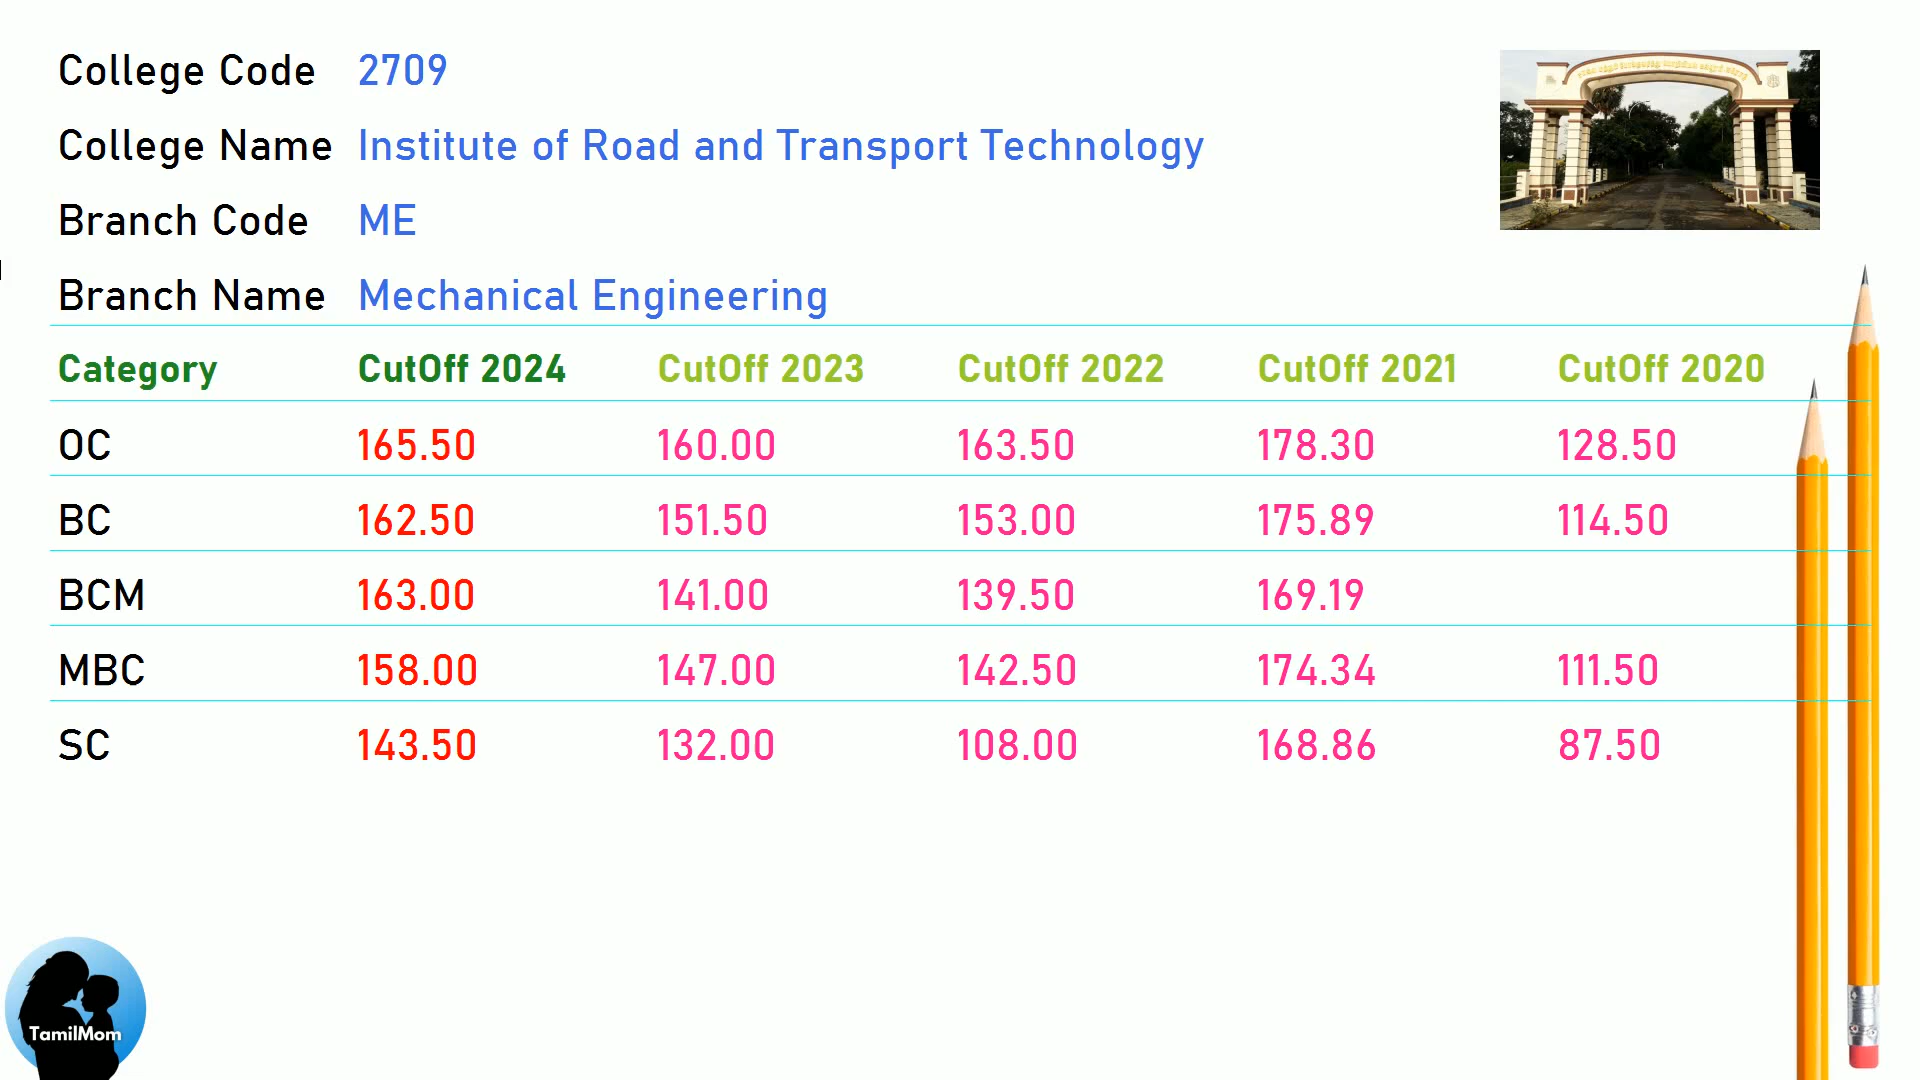 College Code 2709
College Name Institute of Road and Transport Technology
Branch Code ME
Branch Name Mechanical Engineering
Category CutOff 2024 CutOff 2023 CutOff 2022 CutOff 2021 CutOff 2020
OC 165.50 160.00 163.50 178.30 128.50
BC 162.50 151.50 153.00 175.89 114.50
BCM 163.00 141.00 139.50 169.19
MBC 158.00 147.00 142.50 174.34 111.50
SC 143.50 132.00 108.00 168.86 87.50
TamilMom